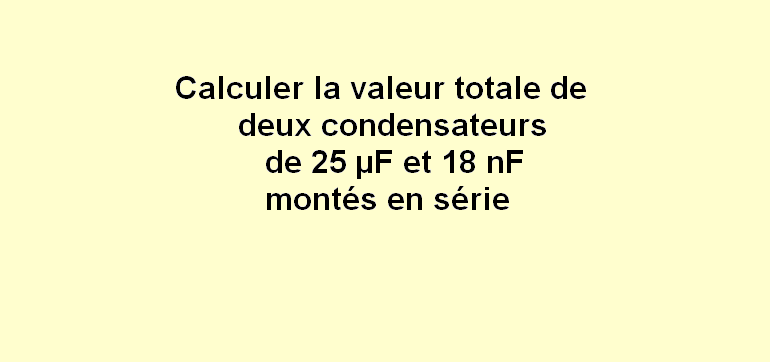 Calculer la valeur totale de
deux condensateurs
de 25 µF et 18 nF
montés en série